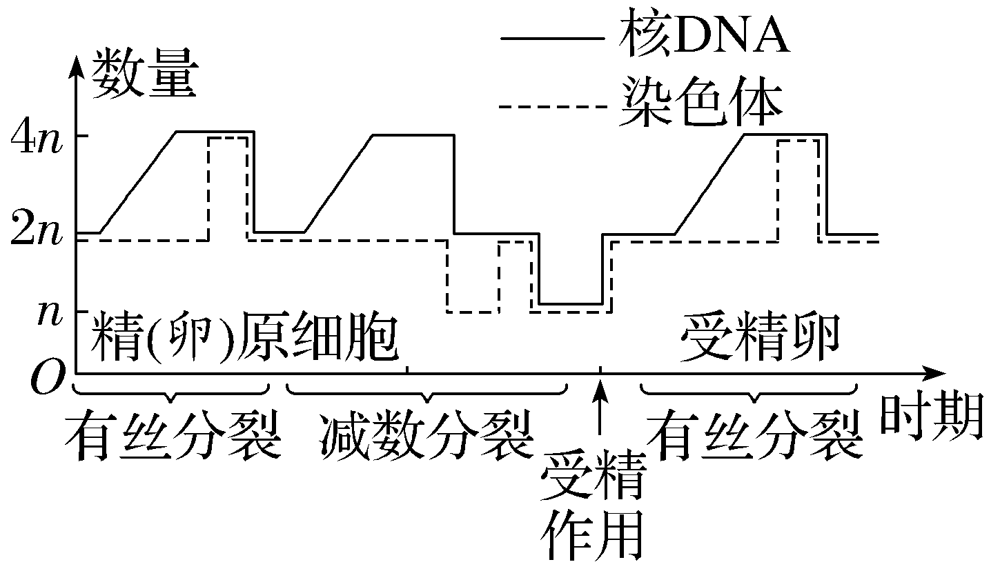 核DNA
数量
染色体
4n
2n
n
精(卵)原细胞
受精卵
O
有丝分裂
减数分裂
有丝分裂
时期
受精
作用